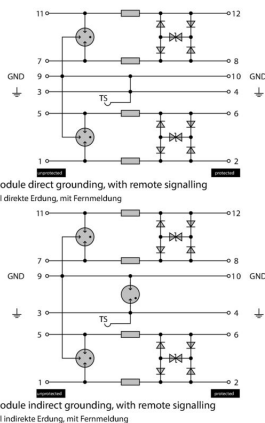 11 12
7 8
GND 9 10 GND
3 4
TS
5 6
1 2
unprotected protected
odule direct grounding, with remote signalling
l direkte Erdung, mit Fernmeldung
11 12
7 8
GND 9 10 GND
3 4
TS
5 6
1 2
unprotected protected
odule indirect grounding, with remote signalling
l indirekte Erdung, mit Fernmeldung